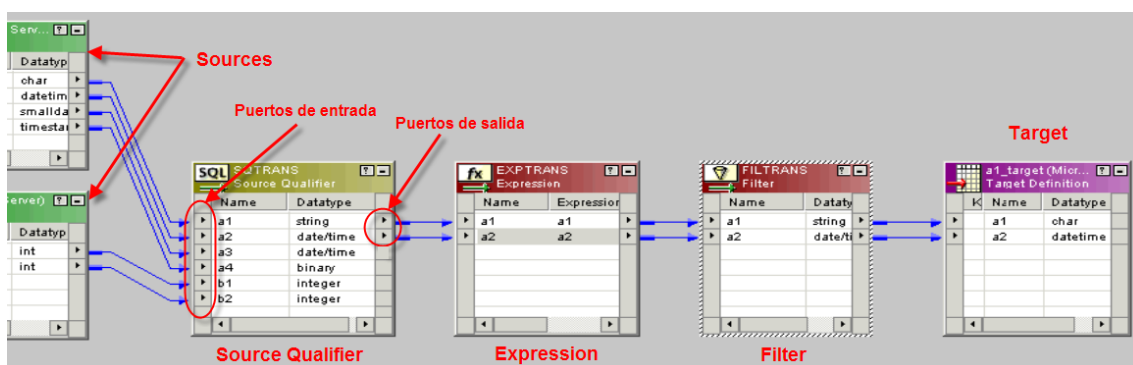 Serv...
Datatyp
char
datetim
smallda
timestar
Server)
Datatyp
int
int
Sources
Puertos de entrada
Puertos de salida
SQL SQTRANS
Source Qualifier
Name Datatype
a1 string
a2 date/time
a3 date/time
a4 binary
b1 integer
b2 integer
Source Qualifier
fx EXPTRANS
Expression
Name Expression
a1 a1
a2 a2
Expression
FILTRANS
Filter
Name Dataty
a1 string
a2 date/ti
Filter
Target
a1_target (Micr...
Target Definition
K Name Datatype
a1 char
a2 datetime